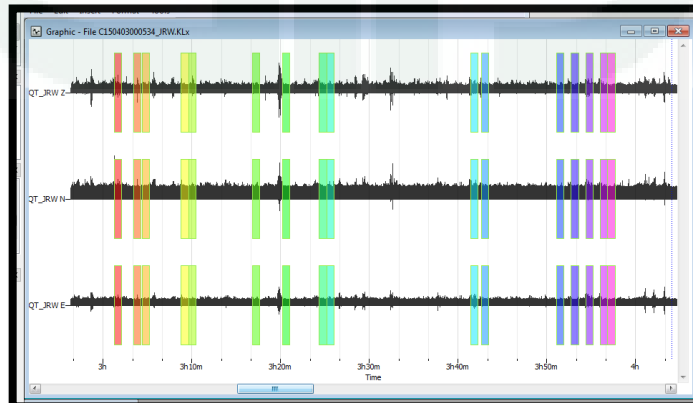 Graphic - File C150403000534_JRW.KLx
QT_JRW Z
QT_JRW N
QT_JRW E
3h 3h10m 3h20m 3h30m 3h40m 3h50m 4h
Time